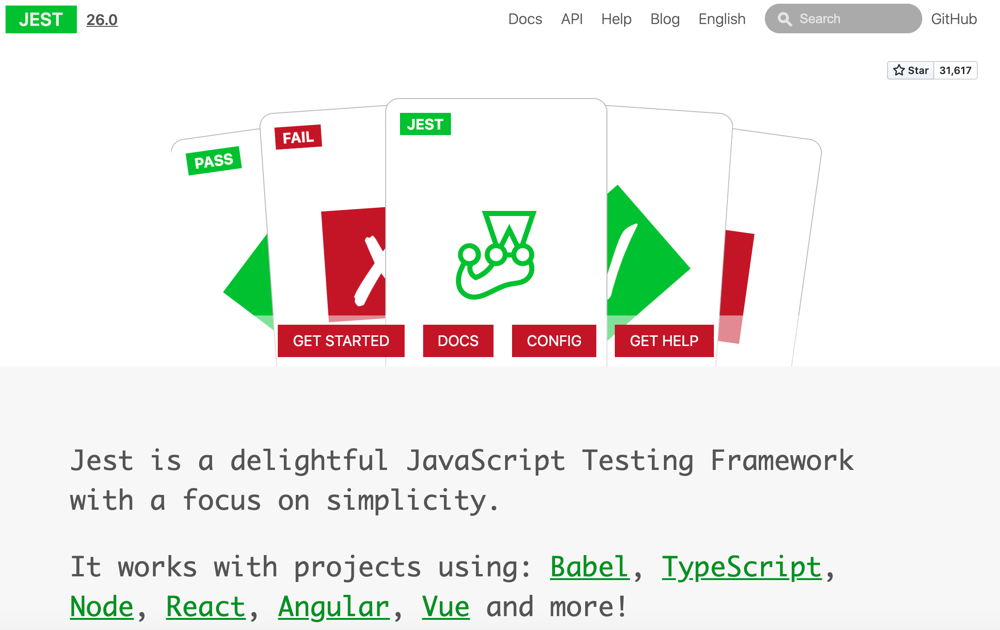 JEST 26.0 Docs API Help Blog English Search GitHub
Star 31,617
PASS
FAIL
JEST
GET STARTED DOCS CONFIG GET HELP
Jest is a delightful JavaScript Testing Framework
with a focus on simplicity.
It works with projects using: Babel, TypeScript,
Node, React, Angular, Vue and more!